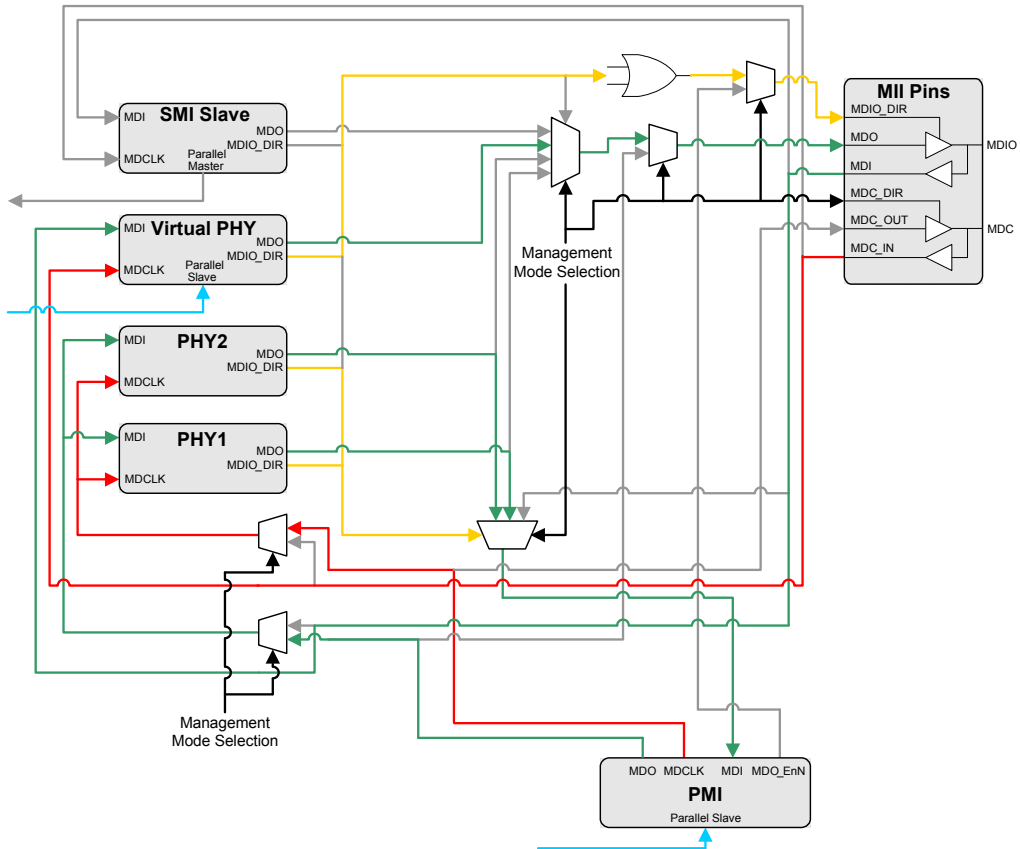 MII Pins
MDIO_DIR
MDO
MDI
MDC_DIR
MDC_OUT
MDC_IN
MDIO
MDC
SMI Slave
MDI
MDO
MDIO_DIR
MDCLK
Parallel
Master
Virtual PHY
MDI
MDO
MDIO_DIR
MDCLK
Parallel
Slave
Management
Mode Selection
PHY2
MDI
MDO
MDIO_DIR
MDCLK
PHY1
MDI
MDO
MDIO_DIR
MDCLK
Management
Mode Selection
MDO MDCLK MDI MDO_EnN
PMI
Parallel Slave